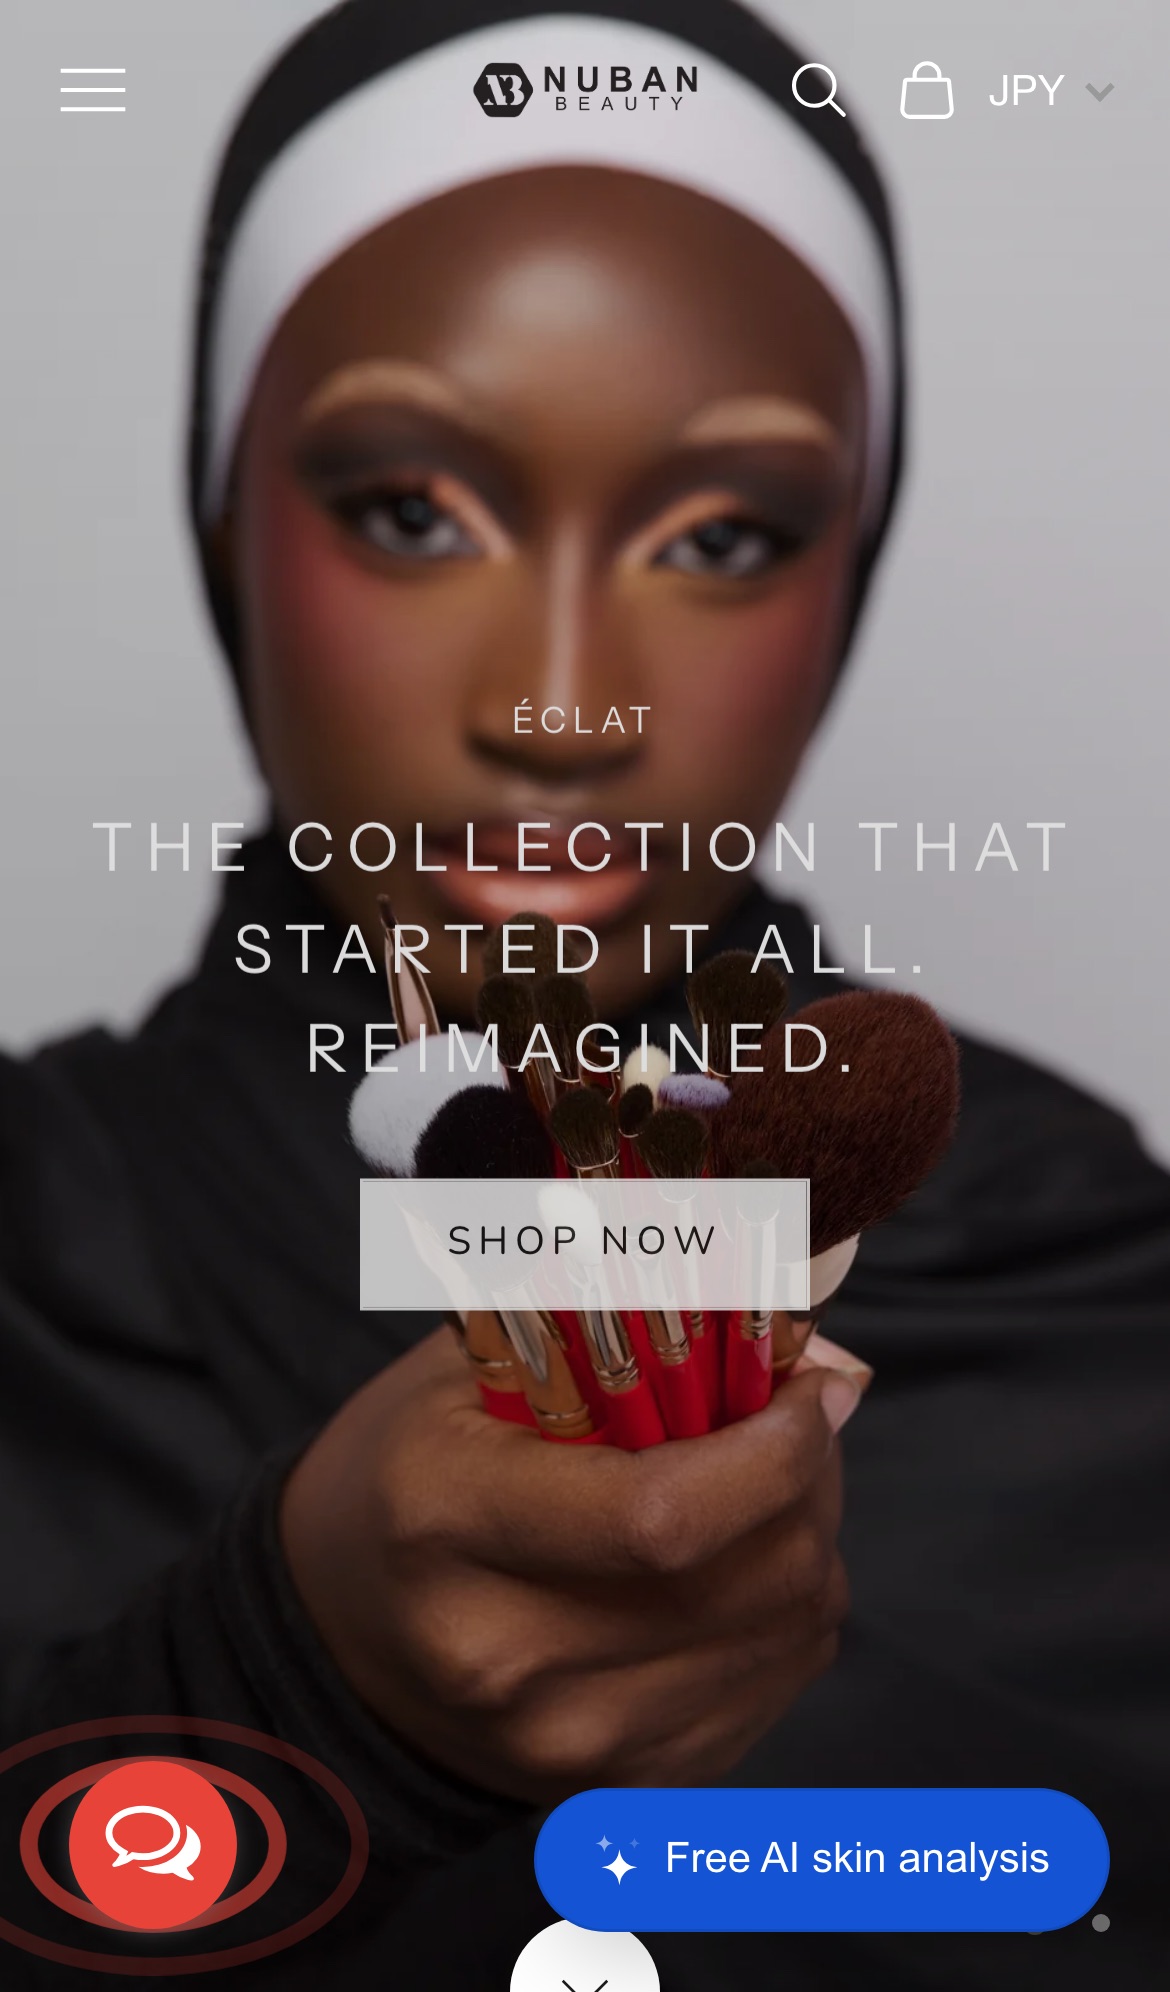 NUBAN
BEAUTY
JPY
ÉCLAT
THE COLLECTION THAT
STARTED IT ALL.
REIMAGINED.
SHOP NOW
Free AI skin analysis